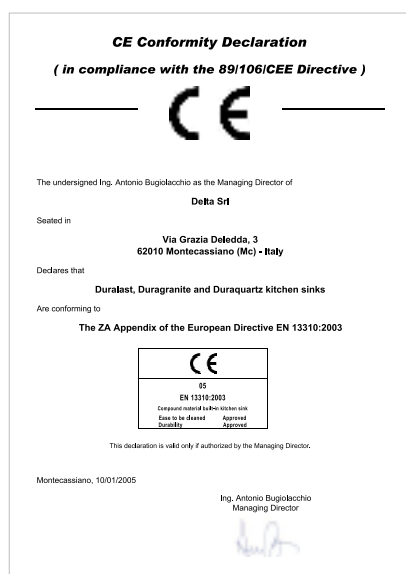 CE Conformity Declaration
( in compliance with the 89/106/CEE Directive )
CE
The undersigned Ing. Antonio Bugiolacchio as the Managing Director of
Delta Srl
Seated in
Via Grazia Deledda, 3
62010 Montecassiano (Mc) - Italy
Declares that
Duralast, Duragranite and Duraquartz kitchen sinks
Are conforming to
The ZA Appendix of the European Directive EN 13310:2003
CE
05
EN 13310:2003
Compound material built-in kitchen sink
Ease to be cleaned Approved
Durability Approved
This declaration is valid only if authorized by the Managing Director.
Montecassiano, 10/01/2005
Ing. Antonio Bugiolacchio
Managing Director